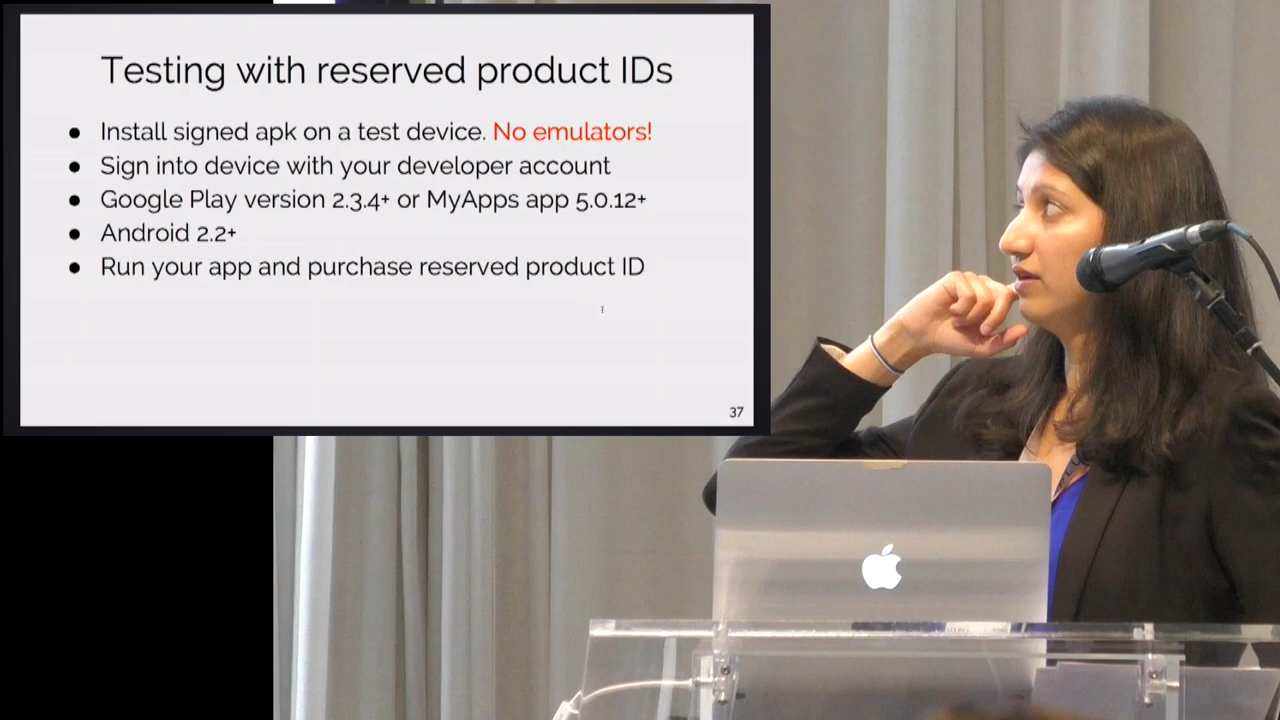 Testing with reserved product IDs
● Install signed apk on a test device. No emulators!
● Sign into device with your developer account
● Google Play version 2.3.4+ or MyApps app 5.0.12+
● Android 2.2+
● Run your app and purchase reserved product ID
37